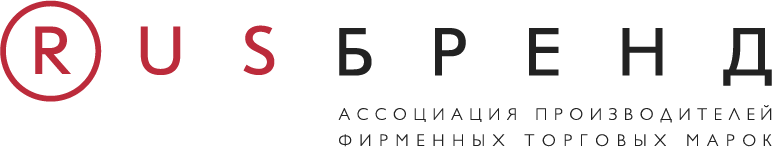 RUSБРЕНД
АССОЦИАЦИЯ ПРОИЗВОДИТЕЛЕЙ
ФИРМЕННЫХ ТОРГОВЫХ МАРОК